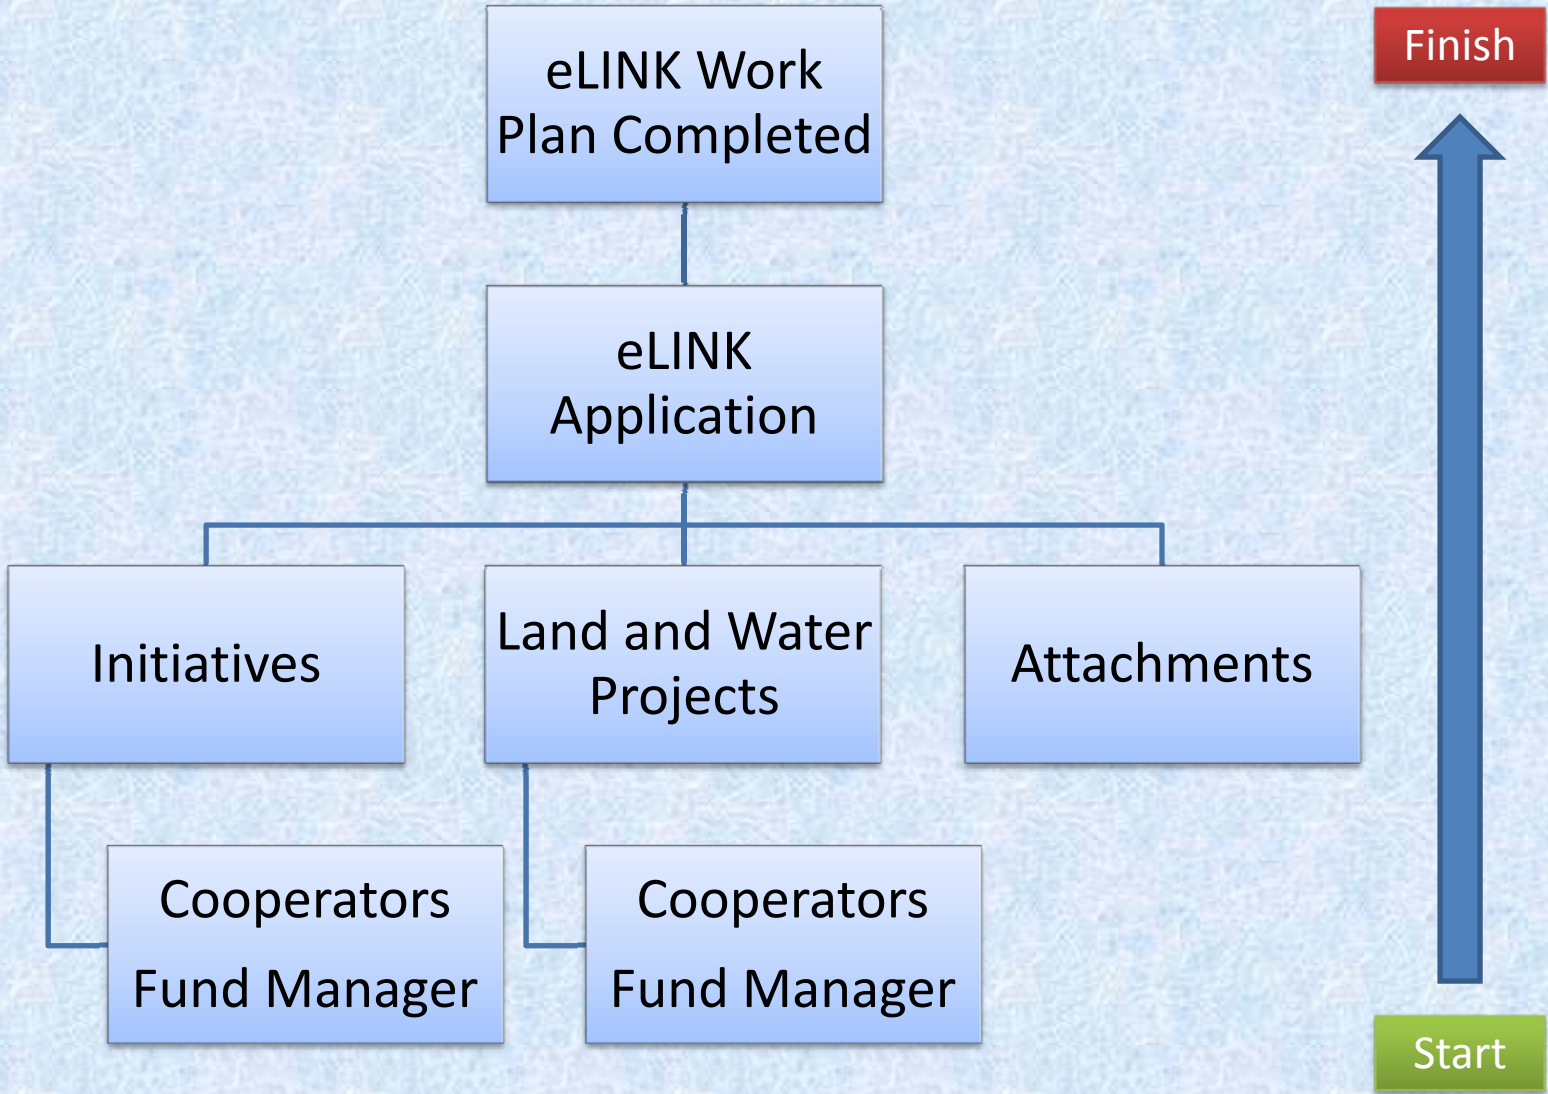 eLINK Work
Plan Completed
Finish
eLINK
Application
Initiatives
Land and Water
Projects
Attachments
Cooperators
Fund Manager
Cooperators
Fund Manager
Start